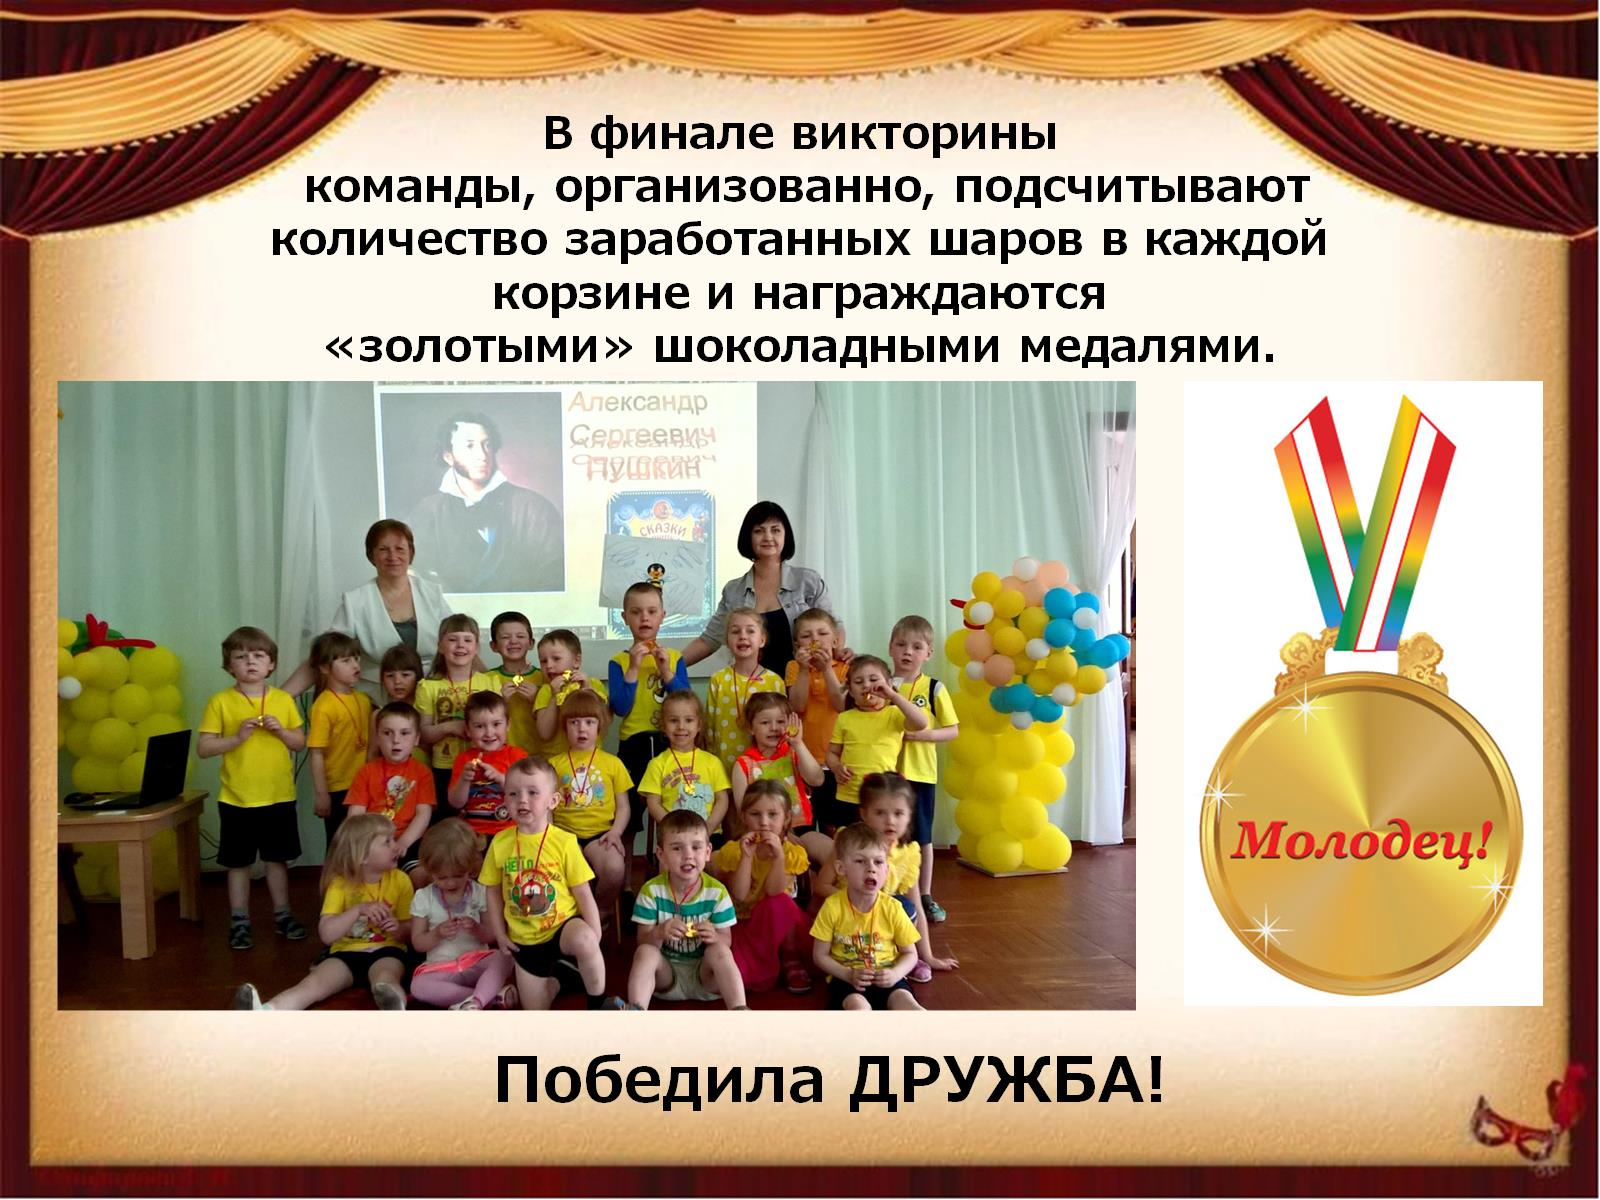 В финале викторины
команды, организованно, подсчитывают
количество заработанных шаров в каждой
корзине и награждаются
«золотыми» шоколадными медалями.
Александр
Сергеевич
Пушкин
СКАЗКИ
Молодец!
Победила ДРУЖБА!